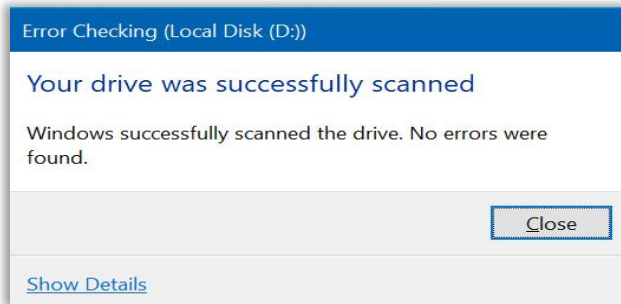 Error Checking (Local Disk (D:))
Your drive was successfully scanned
Windows successfully scanned the drive. No errors were
found.
Close
Show Details